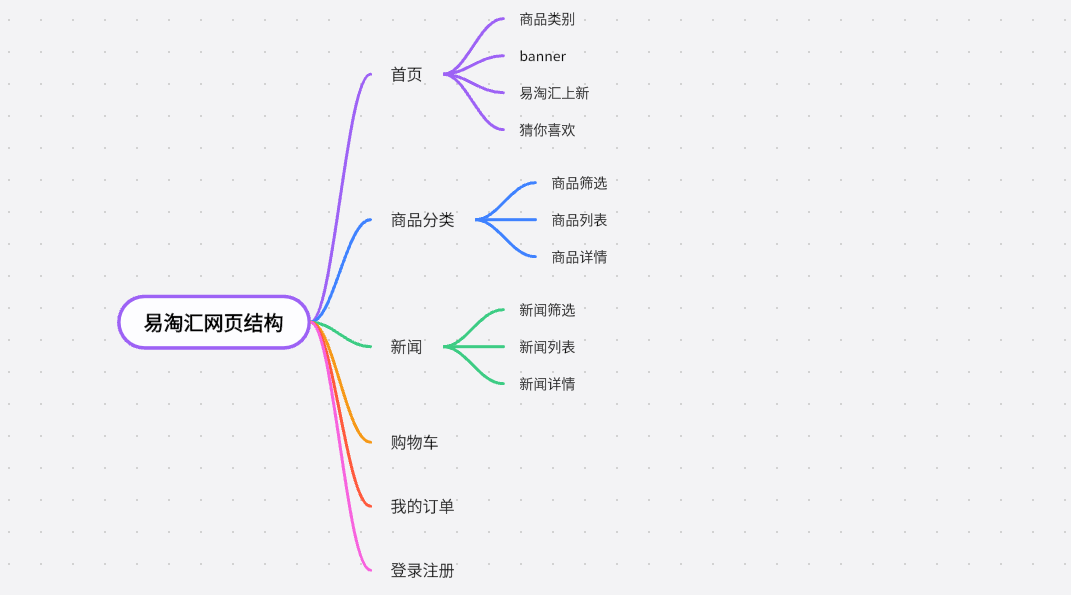 易淘汇网页结构
首页
商品类别
banner
易淘汇上新
猜你喜欢
商品分类
商品筛选
商品列表
商品详情
新闻
新闻筛选
新闻列表
新闻详情
购物车
我的订单
登录注册